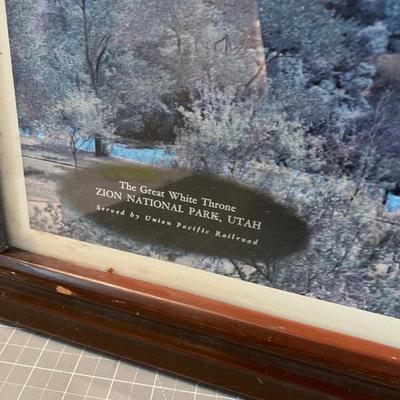 The Great White Throne
ZION NATIONAL PARK, UTAH
Served by Union Pacific Railroad